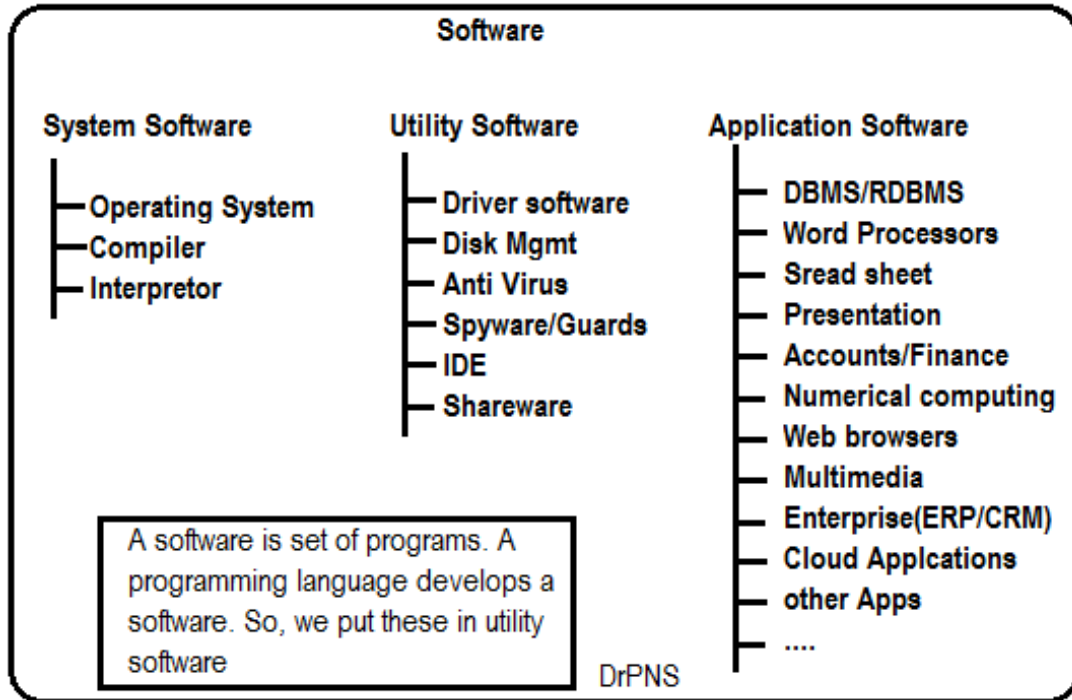 Software
System Software
Operating System
Compiler
Interpretor
Utility Software
Driver software
Disk Mgmt
Anti Virus
Spyware/Guards
IDE
Shareware
Application Software
DBMS/RDBMS
Word Processors
Sread sheet
Presentation
Accounts/Finance
Numerical computing
Web browsers
Multimedia
Enterprise(ERP/CRM)
Cloud Applcations
other Apps
....
A software is set of programs. A
programming language develops a
software. So, we put these in utility
software
DrPNS